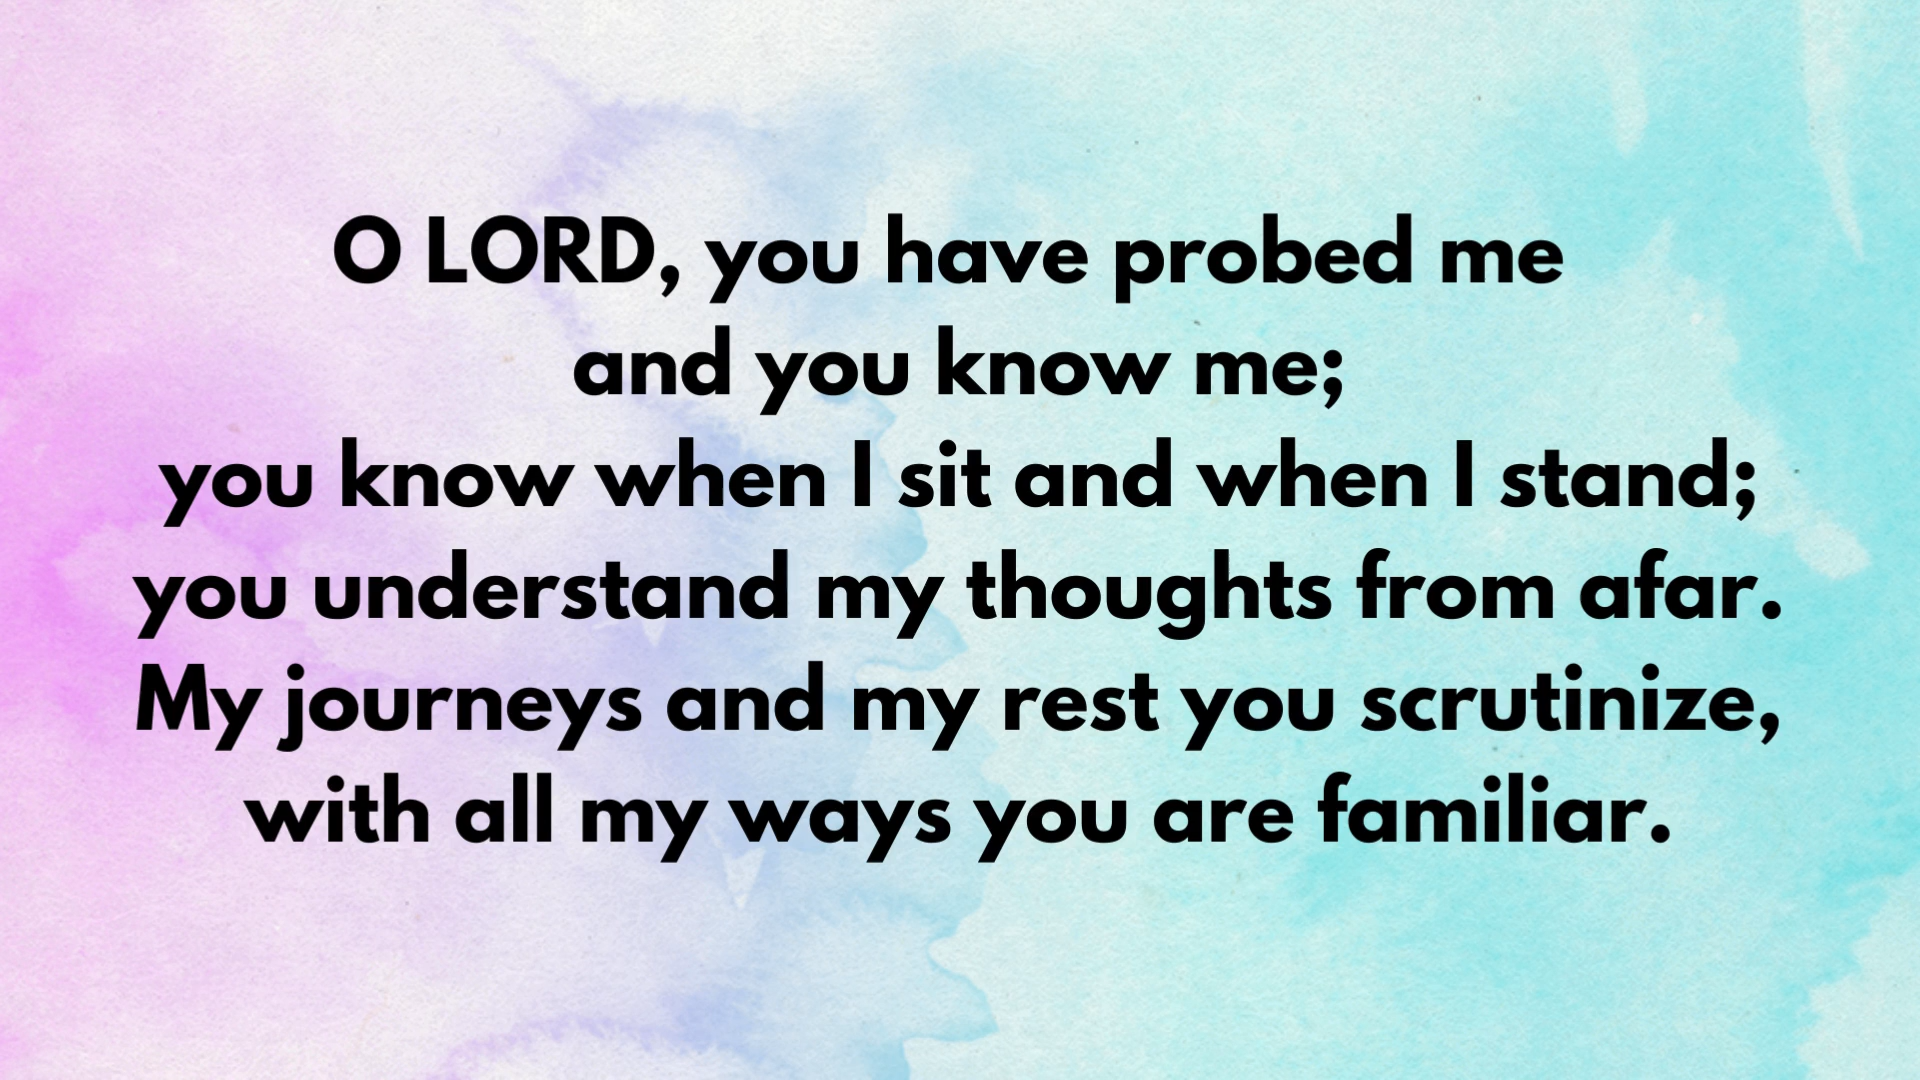 O LORD, you have probed me
and you know me;
you know when I sit and when I stand;
you understand my thoughts from afar.
My journeys and my rest you scrutinize,
with all my ways you are familiar.